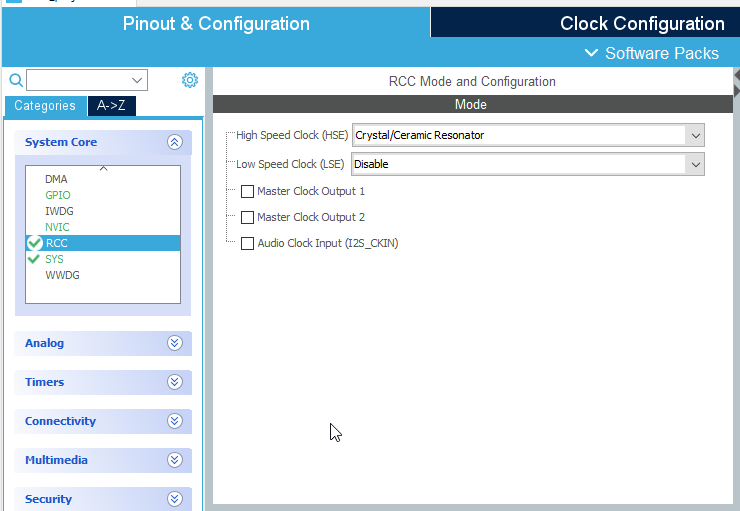 Pinout & Configuration
Clock Configuration
Software Packs
Categories
A->Z
System Core
DMA
GPIO
IWDG
NVIC
RCC
SYS
WWDG
Analog
Timers
Connectivity
Multimedia
Security
RCC Mode and Configuration
Mode
High Speed Clock (HSE) Crystal/Ceramic Resonator
Low Speed Clock (LSE) Disable
Master Clock Output 1
Master Clock Output 2
Audio Clock Input (I2S_CKIN)